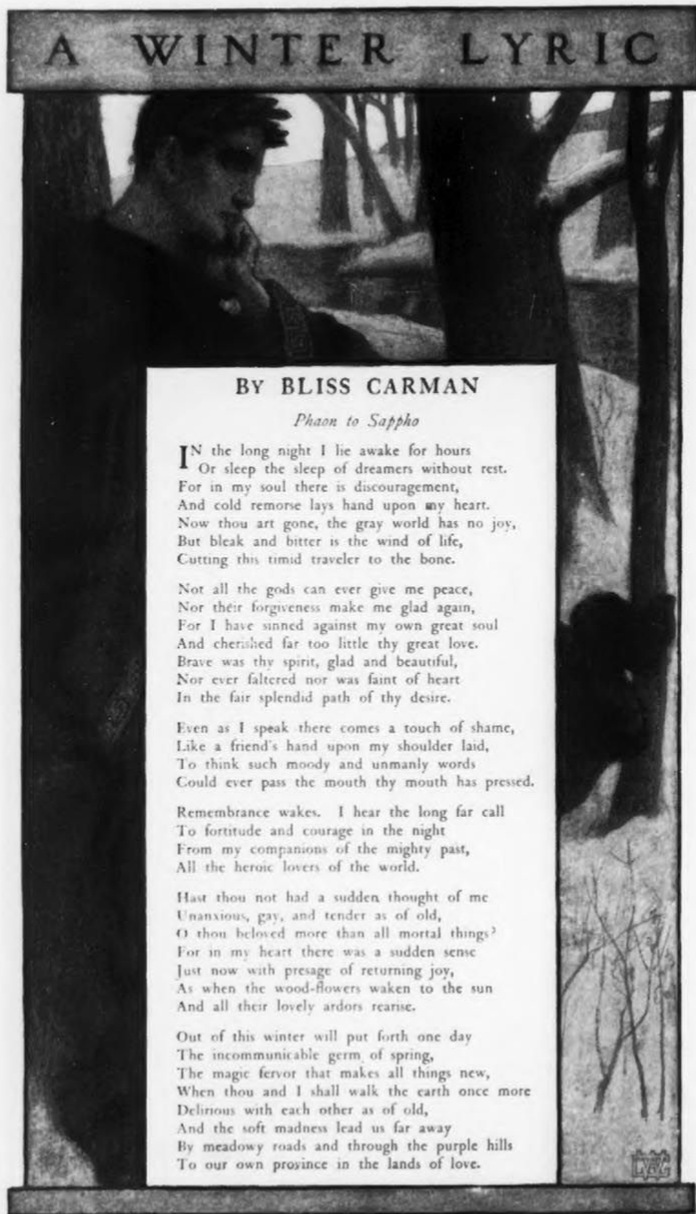 A WINTER LYRIC
BY BLISS CARMAN
Phaon to Sappho
IN the long night I lie awake for hours
Or sleep the sleep of dreamers without rest.
For in my soul there is discouragement,
And cold remorse lays hand upon my heart.
Now thou art gone, the gray world has no joy,
But bleak and bitter is the wind of life,
Cutting this timid traveler to the bone.
Not all the gods can ever give me peace,
Nor their forgiveness make me glad again,
For I have sinned against my own great soul
And cherished far too little thy great love.
Brave was thy spirit, glad and beautiful,
Nor ever faltered nor was faint of heart
In the fair splendid path of thy desire.
Even as I speak there comes a touch of shame,
Like a friend's hand upon my shoulder laid,
To think such moody and unmanly words
Could ever pass the mouth thy mouth has pressed.
Remembrance wakes. I hear the long far call
To fortitude and courage in the night
From my companions of the mighty past,
All the heroic lovers of the world.
Hast thou not had a sudden thought of me
Unanxious, gay, and tender as of old,
O thou beloved more than all mortal things?
For in my heart there was a sudden sense
Just now with presage of returning joy,
As when the wood-flowers waken to the sun
And all their lovely ardors rearise.
Out of this winter will put forth one day
The incommunicable germ of spring,
The magic fervor that makes all things new,
When thou and I shall walk the earth once more
Delirious with each other as of old,
And the soft madness lead us far away
By meadowy roads and through the purple hills
To our own province in the lands of love.